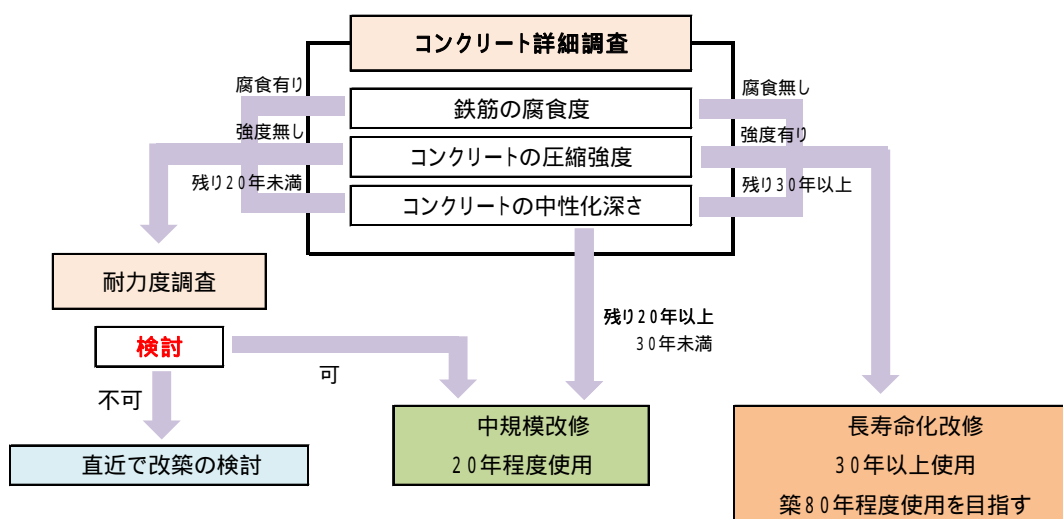 コンクリート詳細調査
腐食有り
鉄筋の腐食度
腐食無し
強度無し
コンクリートの圧縮強度
強度有り
残り20年未満
コンクリートの中性化深さ
残り30年以上
耐力度調査
残り20年以上
30年未満
検討
可
不可
直近で改築の検討
中規模改修
20年程度使用
長寿命化改修
30年以上使用
築80年程度使用を目指す